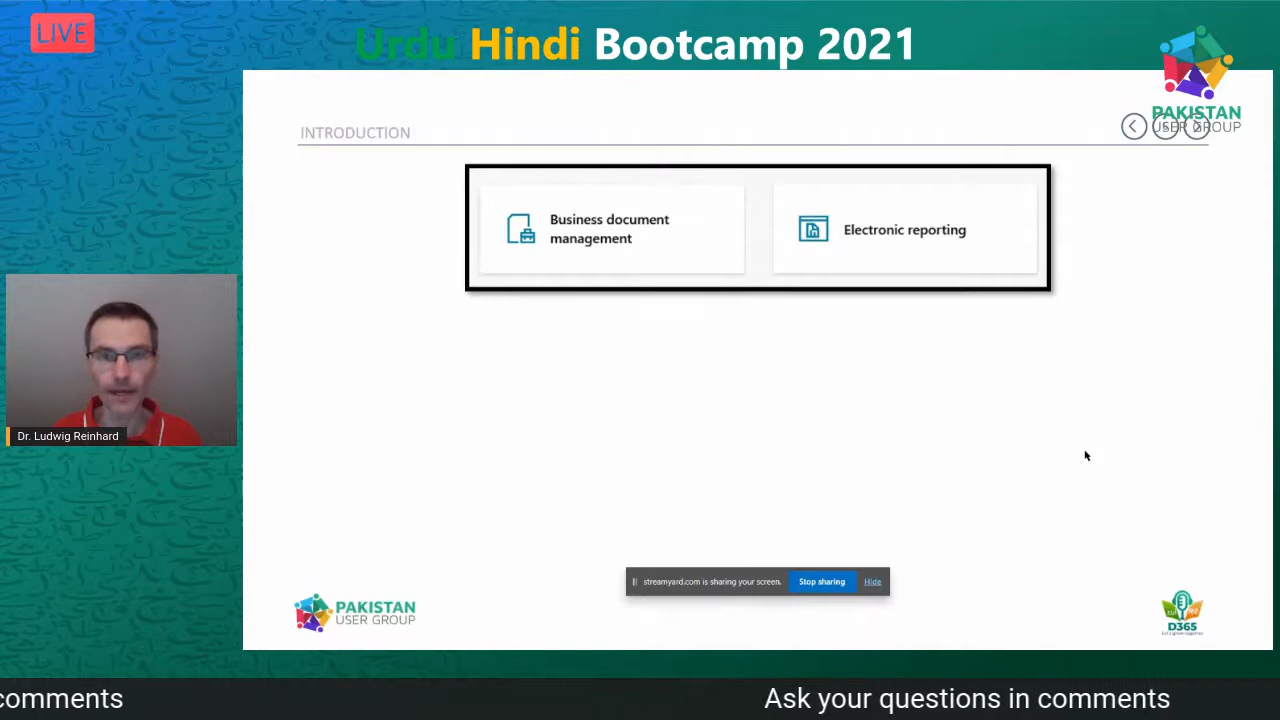 LIVE
Urdu Hindi Bootcamp 2021
PAKISTAN
USER GROUP
INTRODUCTION
Business document
management
Electronic reporting
Dr. Ludwig Reinhard
streamyard.com is sharing your screen.
Stop sharing
Hide
PAKISTAN
USER GROUP
D365
comments
Ask your questions in comments